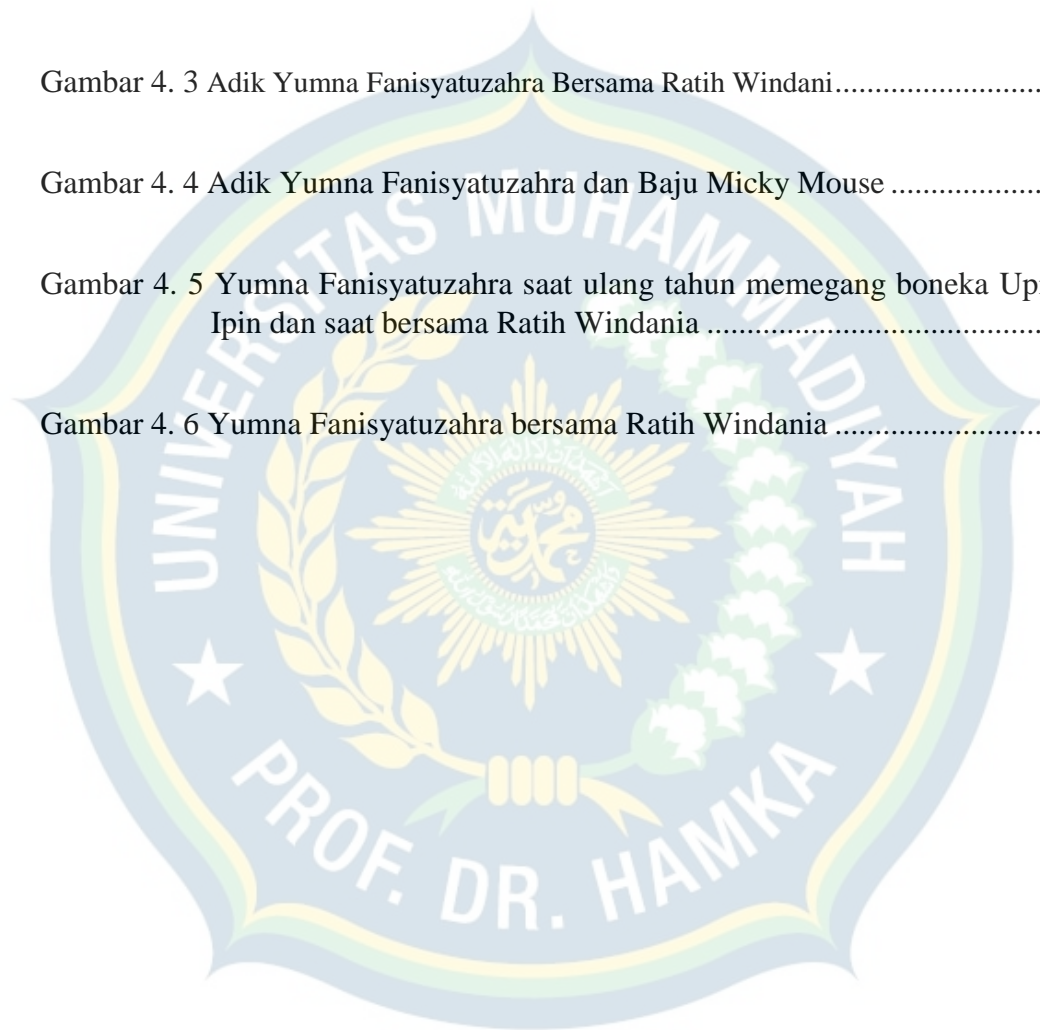 Gambar 4. 3 Adik Yumna Fanisyatuzahra Bersama Ratih Windani..........................
Gambar 4. 4 Adik Yumna Fanisyatuzahra dan Baju Micky Mouse ...................
Gambar 4. 5 Yumna Fanisyatuzahra saat ulang tahun memegang boneka
Ipin dan saat bersama Ratih Windania ..........................................
Gambar 4. 6 Yumna Fanisyatuzahra bersama Ratih Windania ..........................
UNIVERSITAS MUHAMMADIYAH
PROF. DR. HAMKA
محمدية